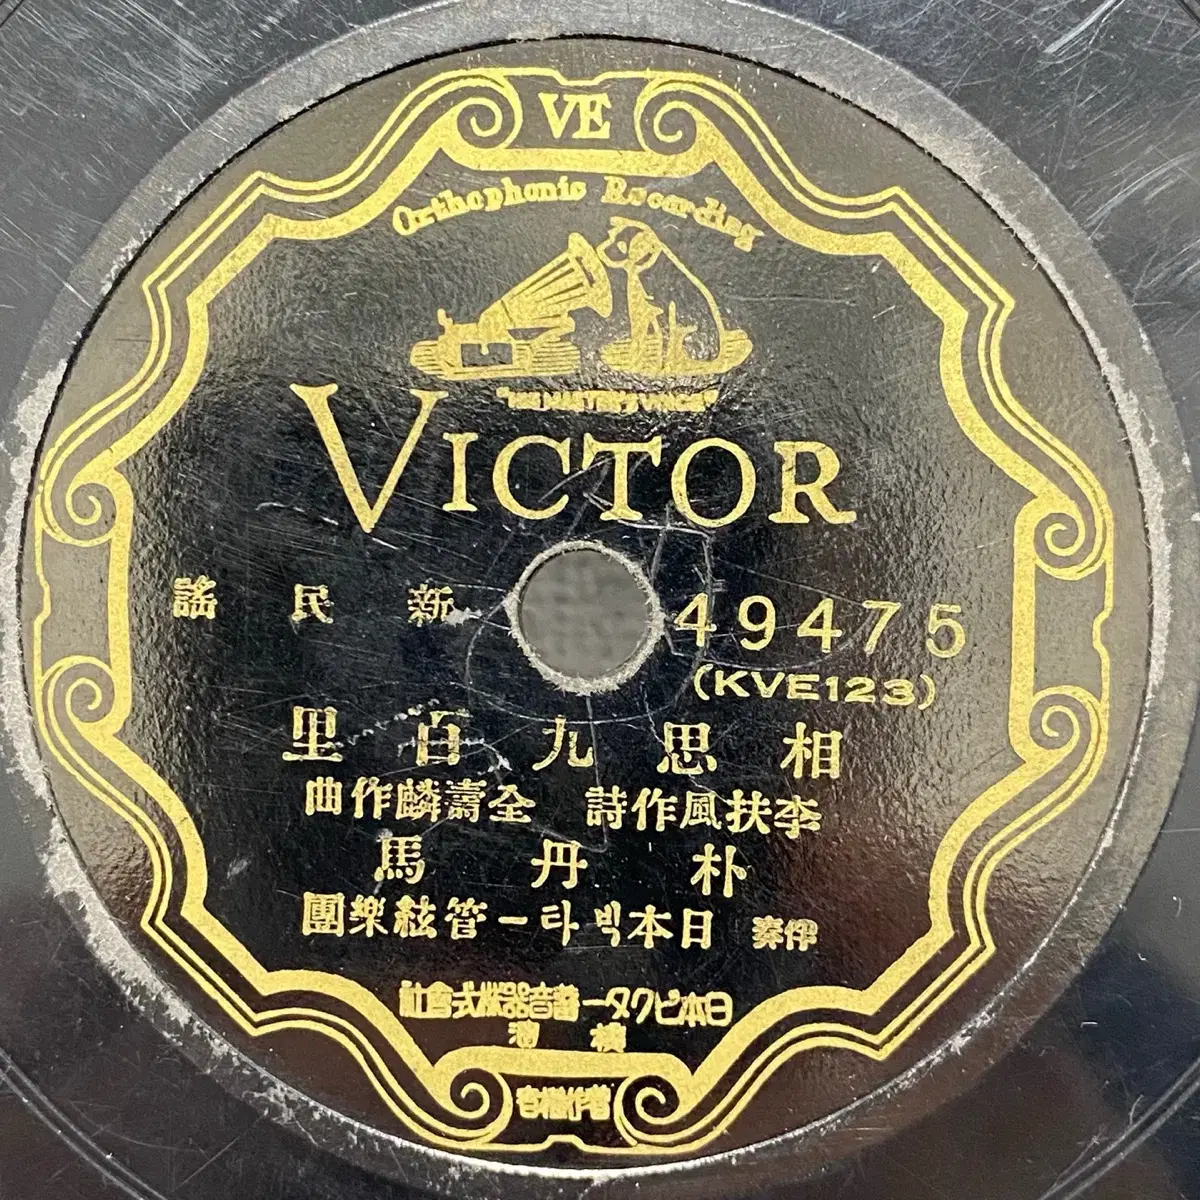 VE
Orthophonic Recording
"HIS MASTER'S VOICE"
VICTOR
新民謠 49475
(KVE123)
相思九百里
李扶風作詩 全壽麟作曲
朴丹馬
伴奏 日本빅타ー管絃樂團
日本ビクター蓄音器株式會社
橫濱